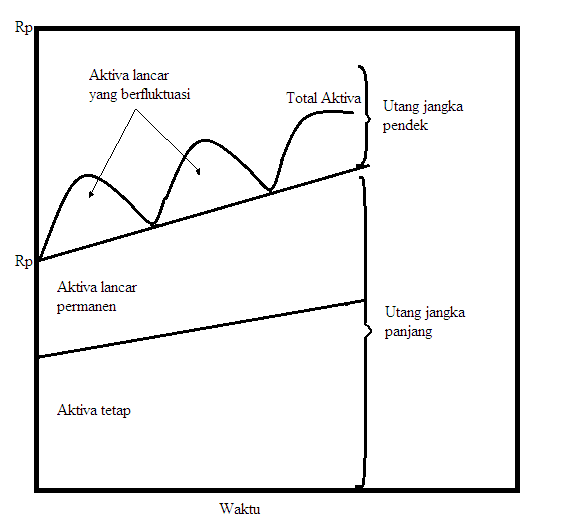 Rp
Aktiva lancar
yang berfluktuasi
Total Aktiva
Utang jangka
pendek
Rp
Aktiva lancar
permanen
Utang jangka
panjang
Aktiva tetap
Waktu